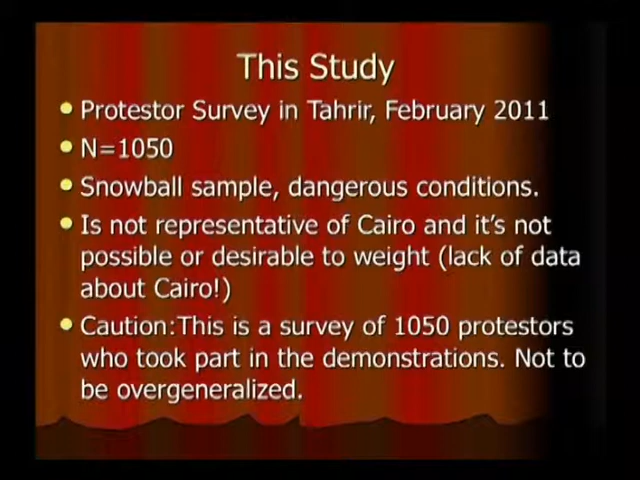 This Study
Protestor Survey in Tahrir, February 2011
N=1050
Snowball sample, dangerous conditions.
Is not representative of Cairo and it's not
possible or desirable to weight (lack of data
about Cairo!)
Caution:This is a survey of 1050 protestors
who took part in the demonstrations. Not to
be overgeneralized.